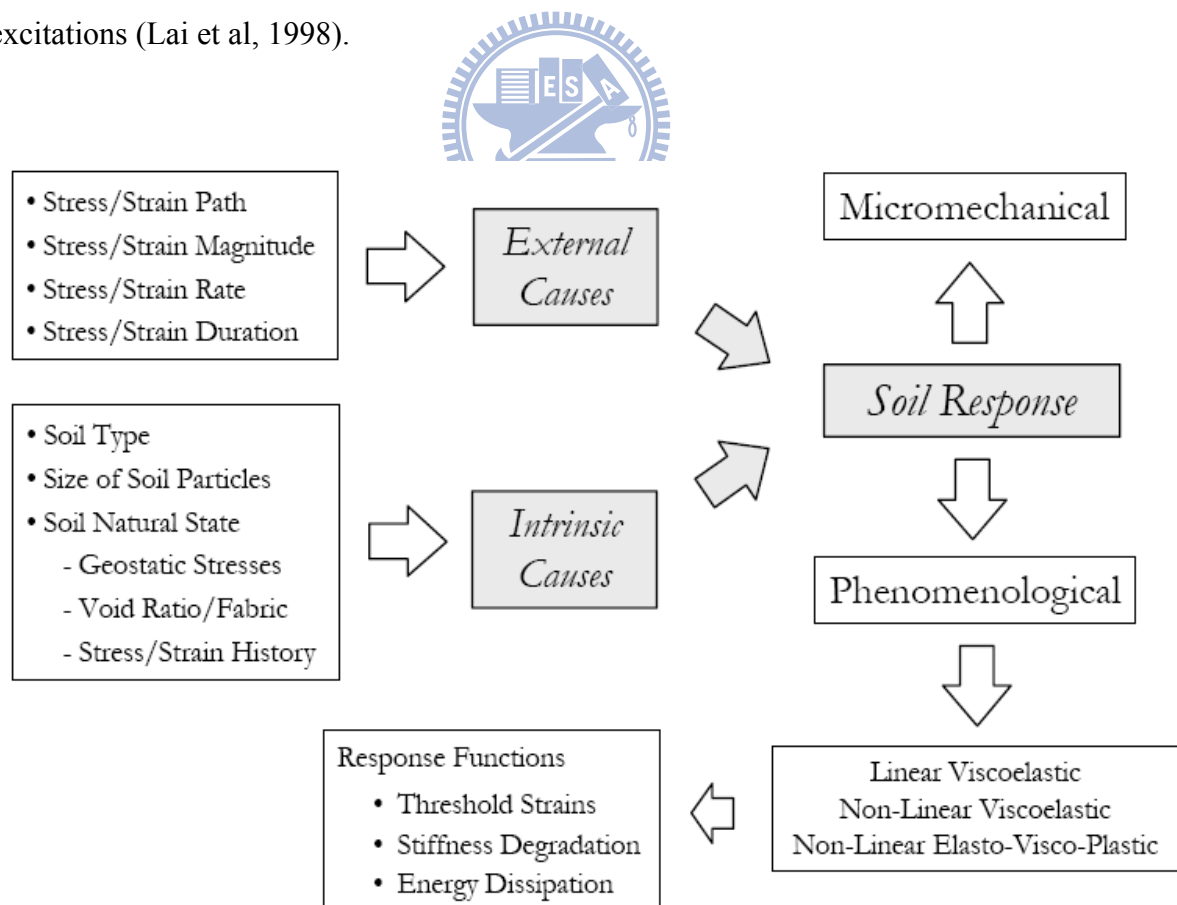 excitations (Lai et al, 1998).
E S A
8
• Stress/Strain Path
• Stress/Strain Magnitude
• Stress/Strain Rate
• Stress/Strain Duration
External
Causes
Micromechanical
Soil Response
• Soil Type
• Size of Soil Particles
• Soil Natural State
- Geostatic Stresses
- Void Ratio/Fabric
- Stress/Strain History
Intrinsic
Causes
Phenomenological
Linear Viscoelastic
Non-Linear Viscoelastic
Non-Linear Elasto-Visco-Plastic
Response Functions
• Threshold Strains
• Stiffness Degradation
• Energy Dissipation